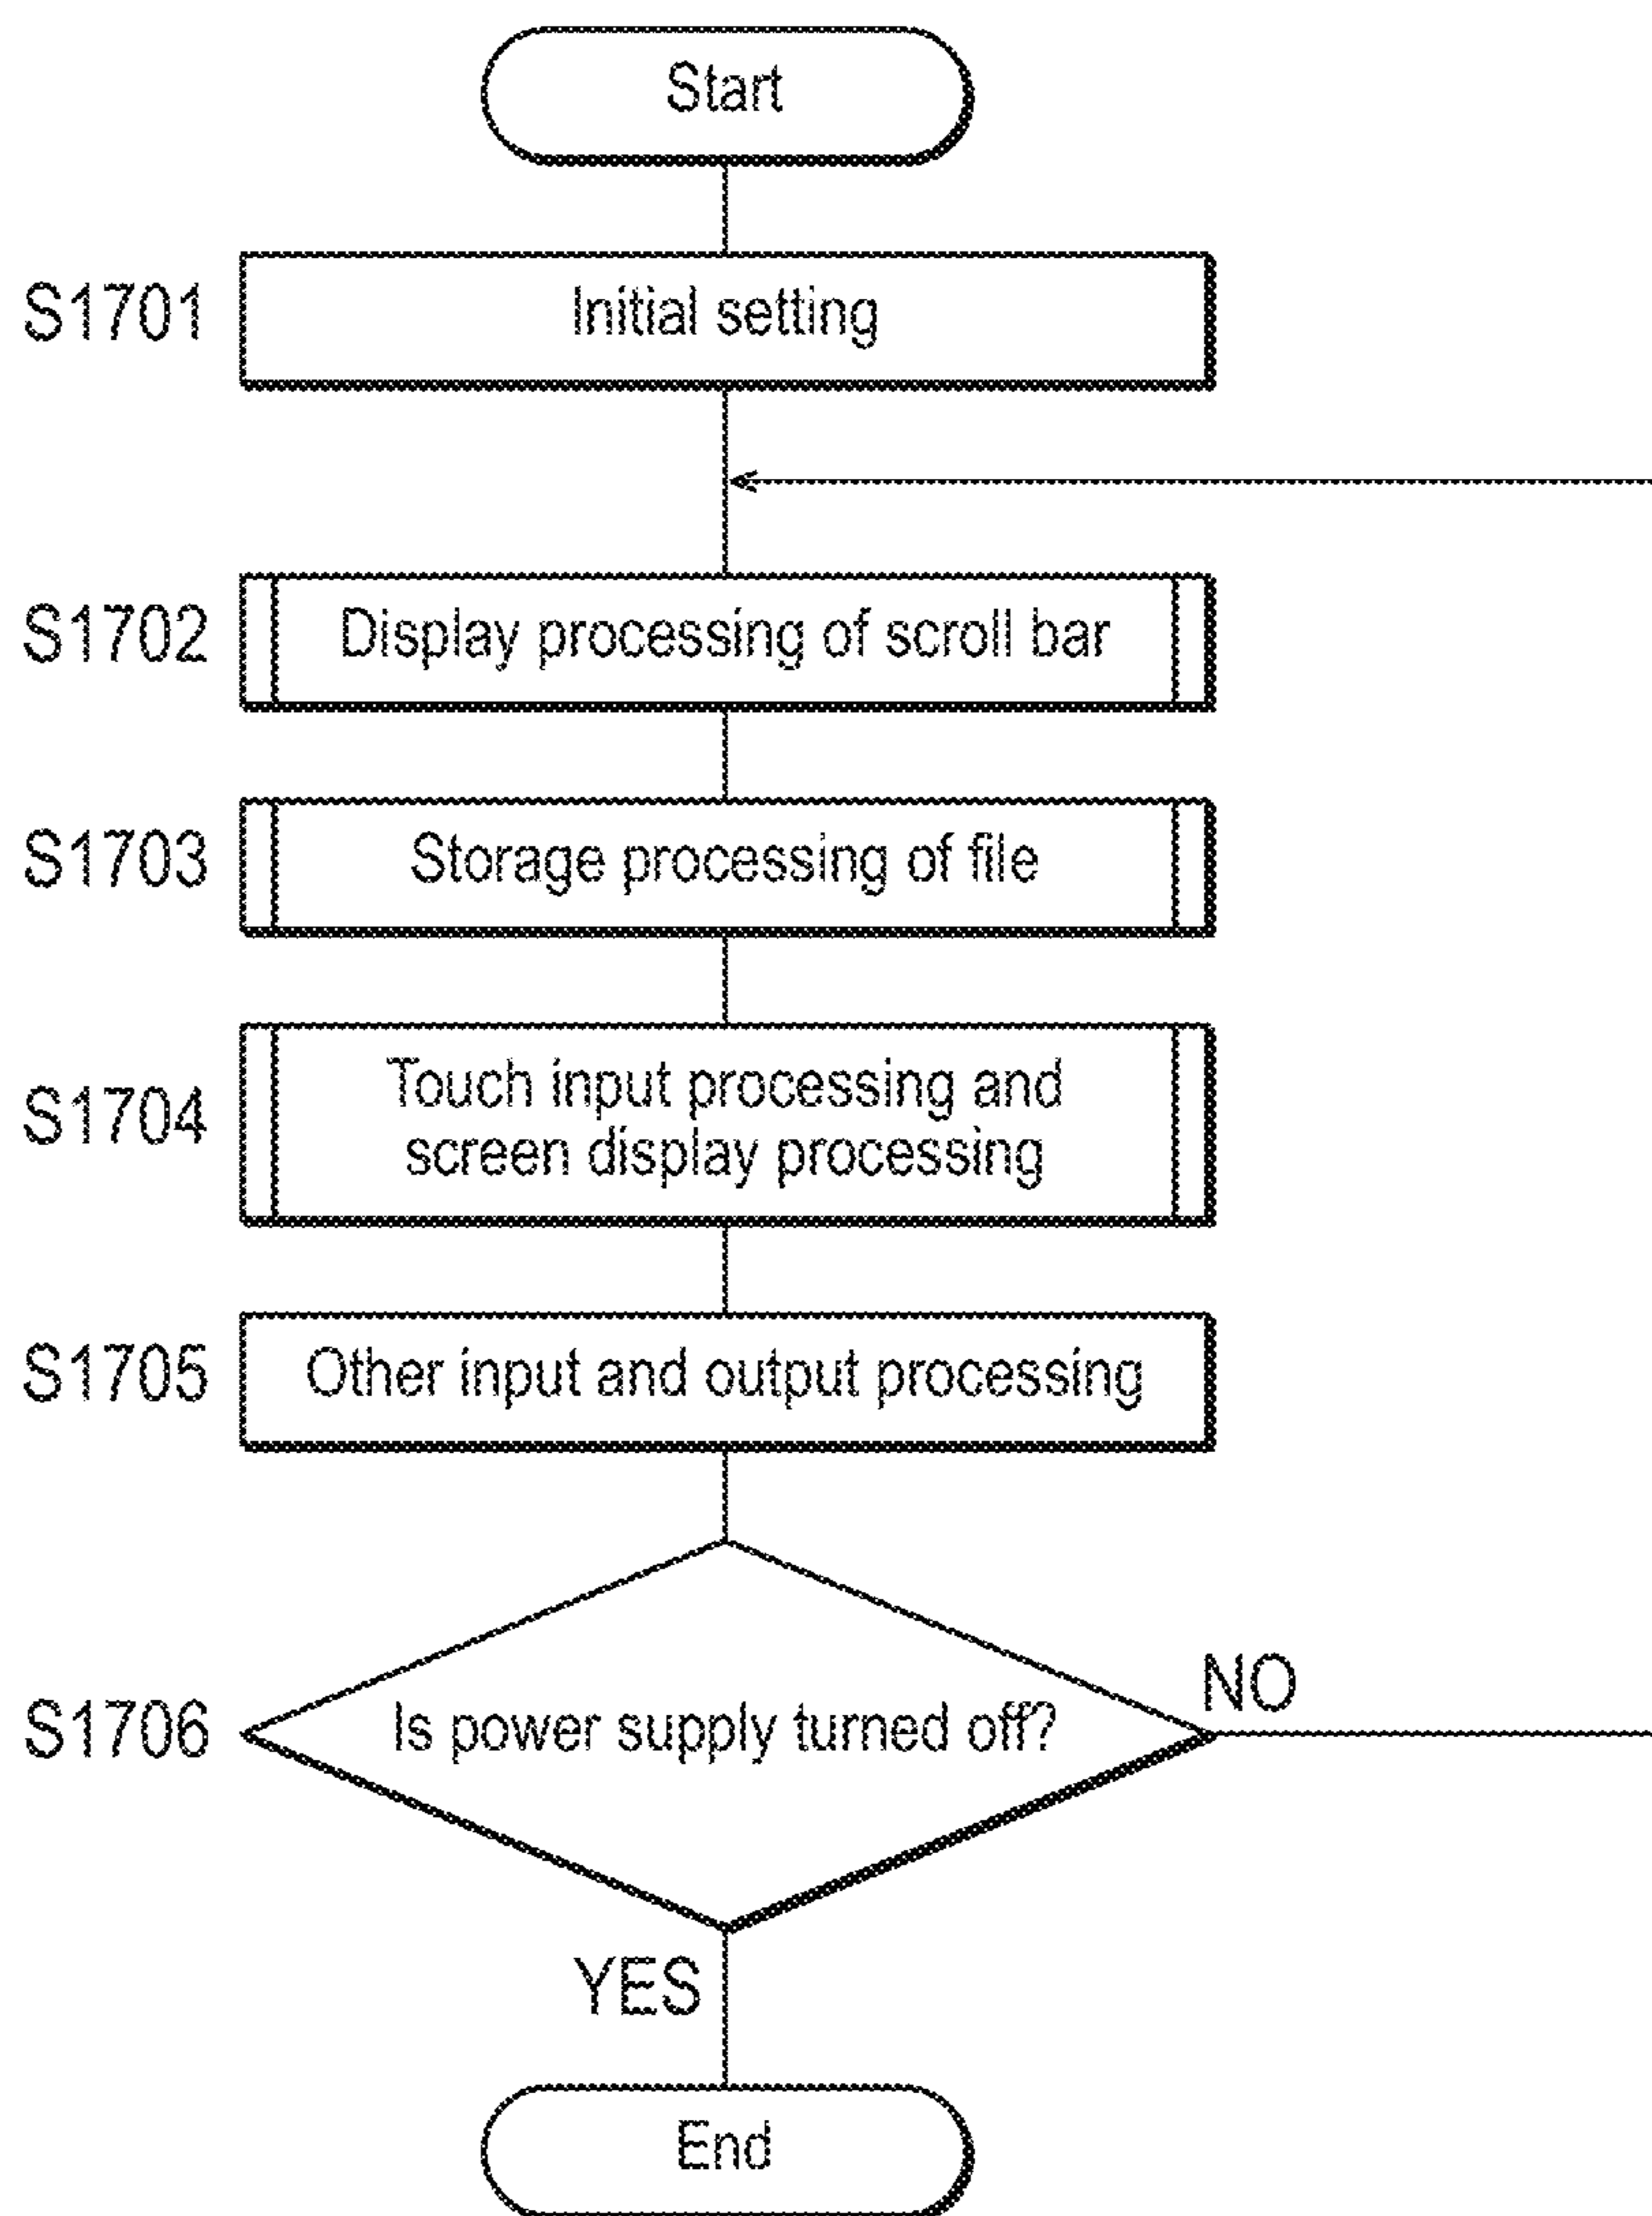 Start
S1701
Initial setting
S1702
Display processing of scroll bar
S1703
Storage processing of file
S1704
Touch input processing and
screen display processing
S1705
Other input and output processing
S1706
Is power supply turned off?
NO
YES
End